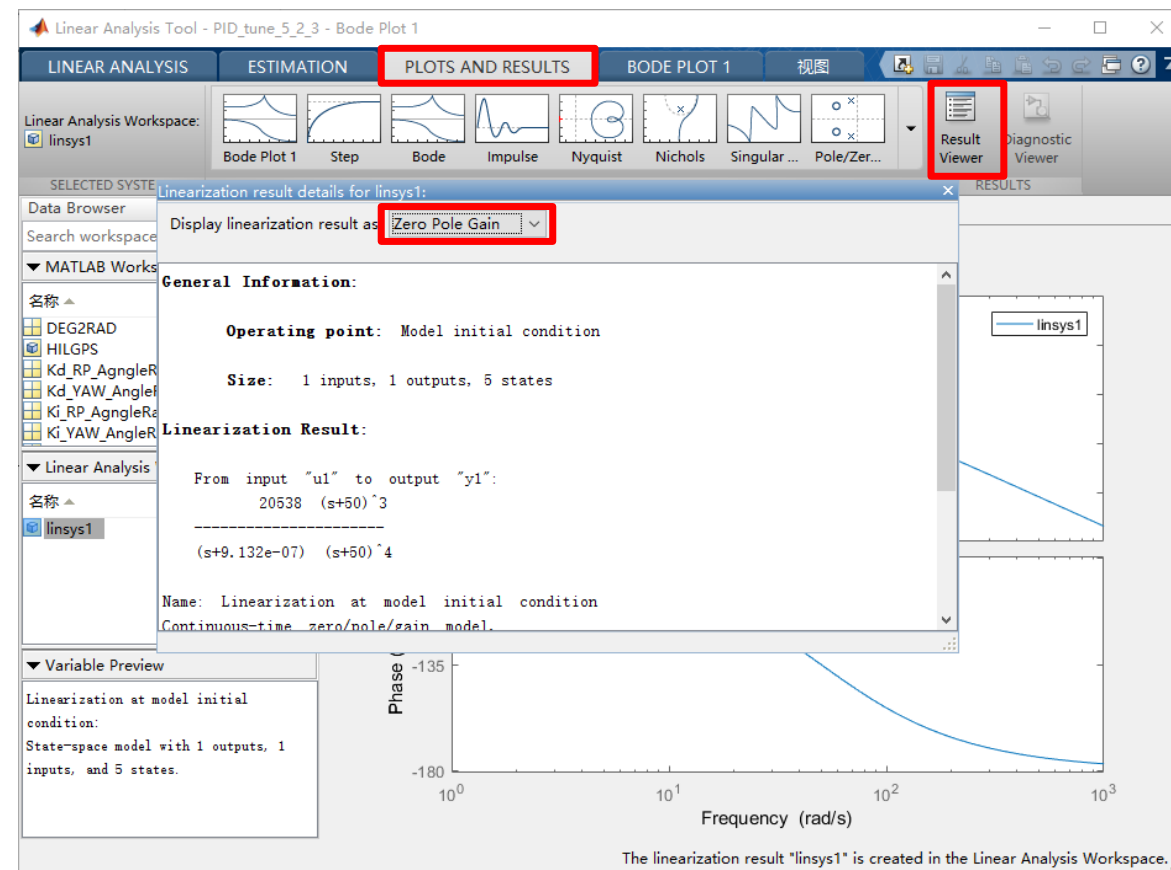 Linear Analysis Tool - PID_tune_5_2_3 - Bode Plot 1
LINEAR ANALYSIS ESTIMATION PLOTS AND RESULTS BODE PLOT 1 视图
Linear Analysis Workspace:
linsys1
Bode Plot 1 Step Bode Impulse Nyquist Nichols Singular ... Pole/Zer...
Result Viewer
Diagnostic Viewer
SELECTED SYSTE
RESULTS
Linearization result details for linsys1:
Data Browser
Display linearization result as Zero Pole Gain
Search workspace
MATLAB Works
General Information:
名称
DEG2RAD
Operating point: Model initial condition
HILGPS
Kd_RP_AgngleR
Size: 1 inputs, 1 outputs, 5 states
Kd_YAW_AngleR
Ki_RP_AgngleRa
Ki_YAW_AngleR
Linearization Result:
Linear Analysis
From input "u1" to output "y1":
名称
20538 (s+50)^3
linsys1
----------------------
(s+9.132e-07) (s+50)^4
Name: Linearization at model initial condition
Continuous-time zero/pole/gain model.
linsys1
Variable Preview
Linearization at model initial
condition:
State-space model with 1 outputs, 1
inputs, and 5 states.
Phase (
-135
-180
10^0 10^1 10^2 10^3
Frequency (rad/s)
The linearization result "linsys1" is created in the Linear Analysis Workspace.